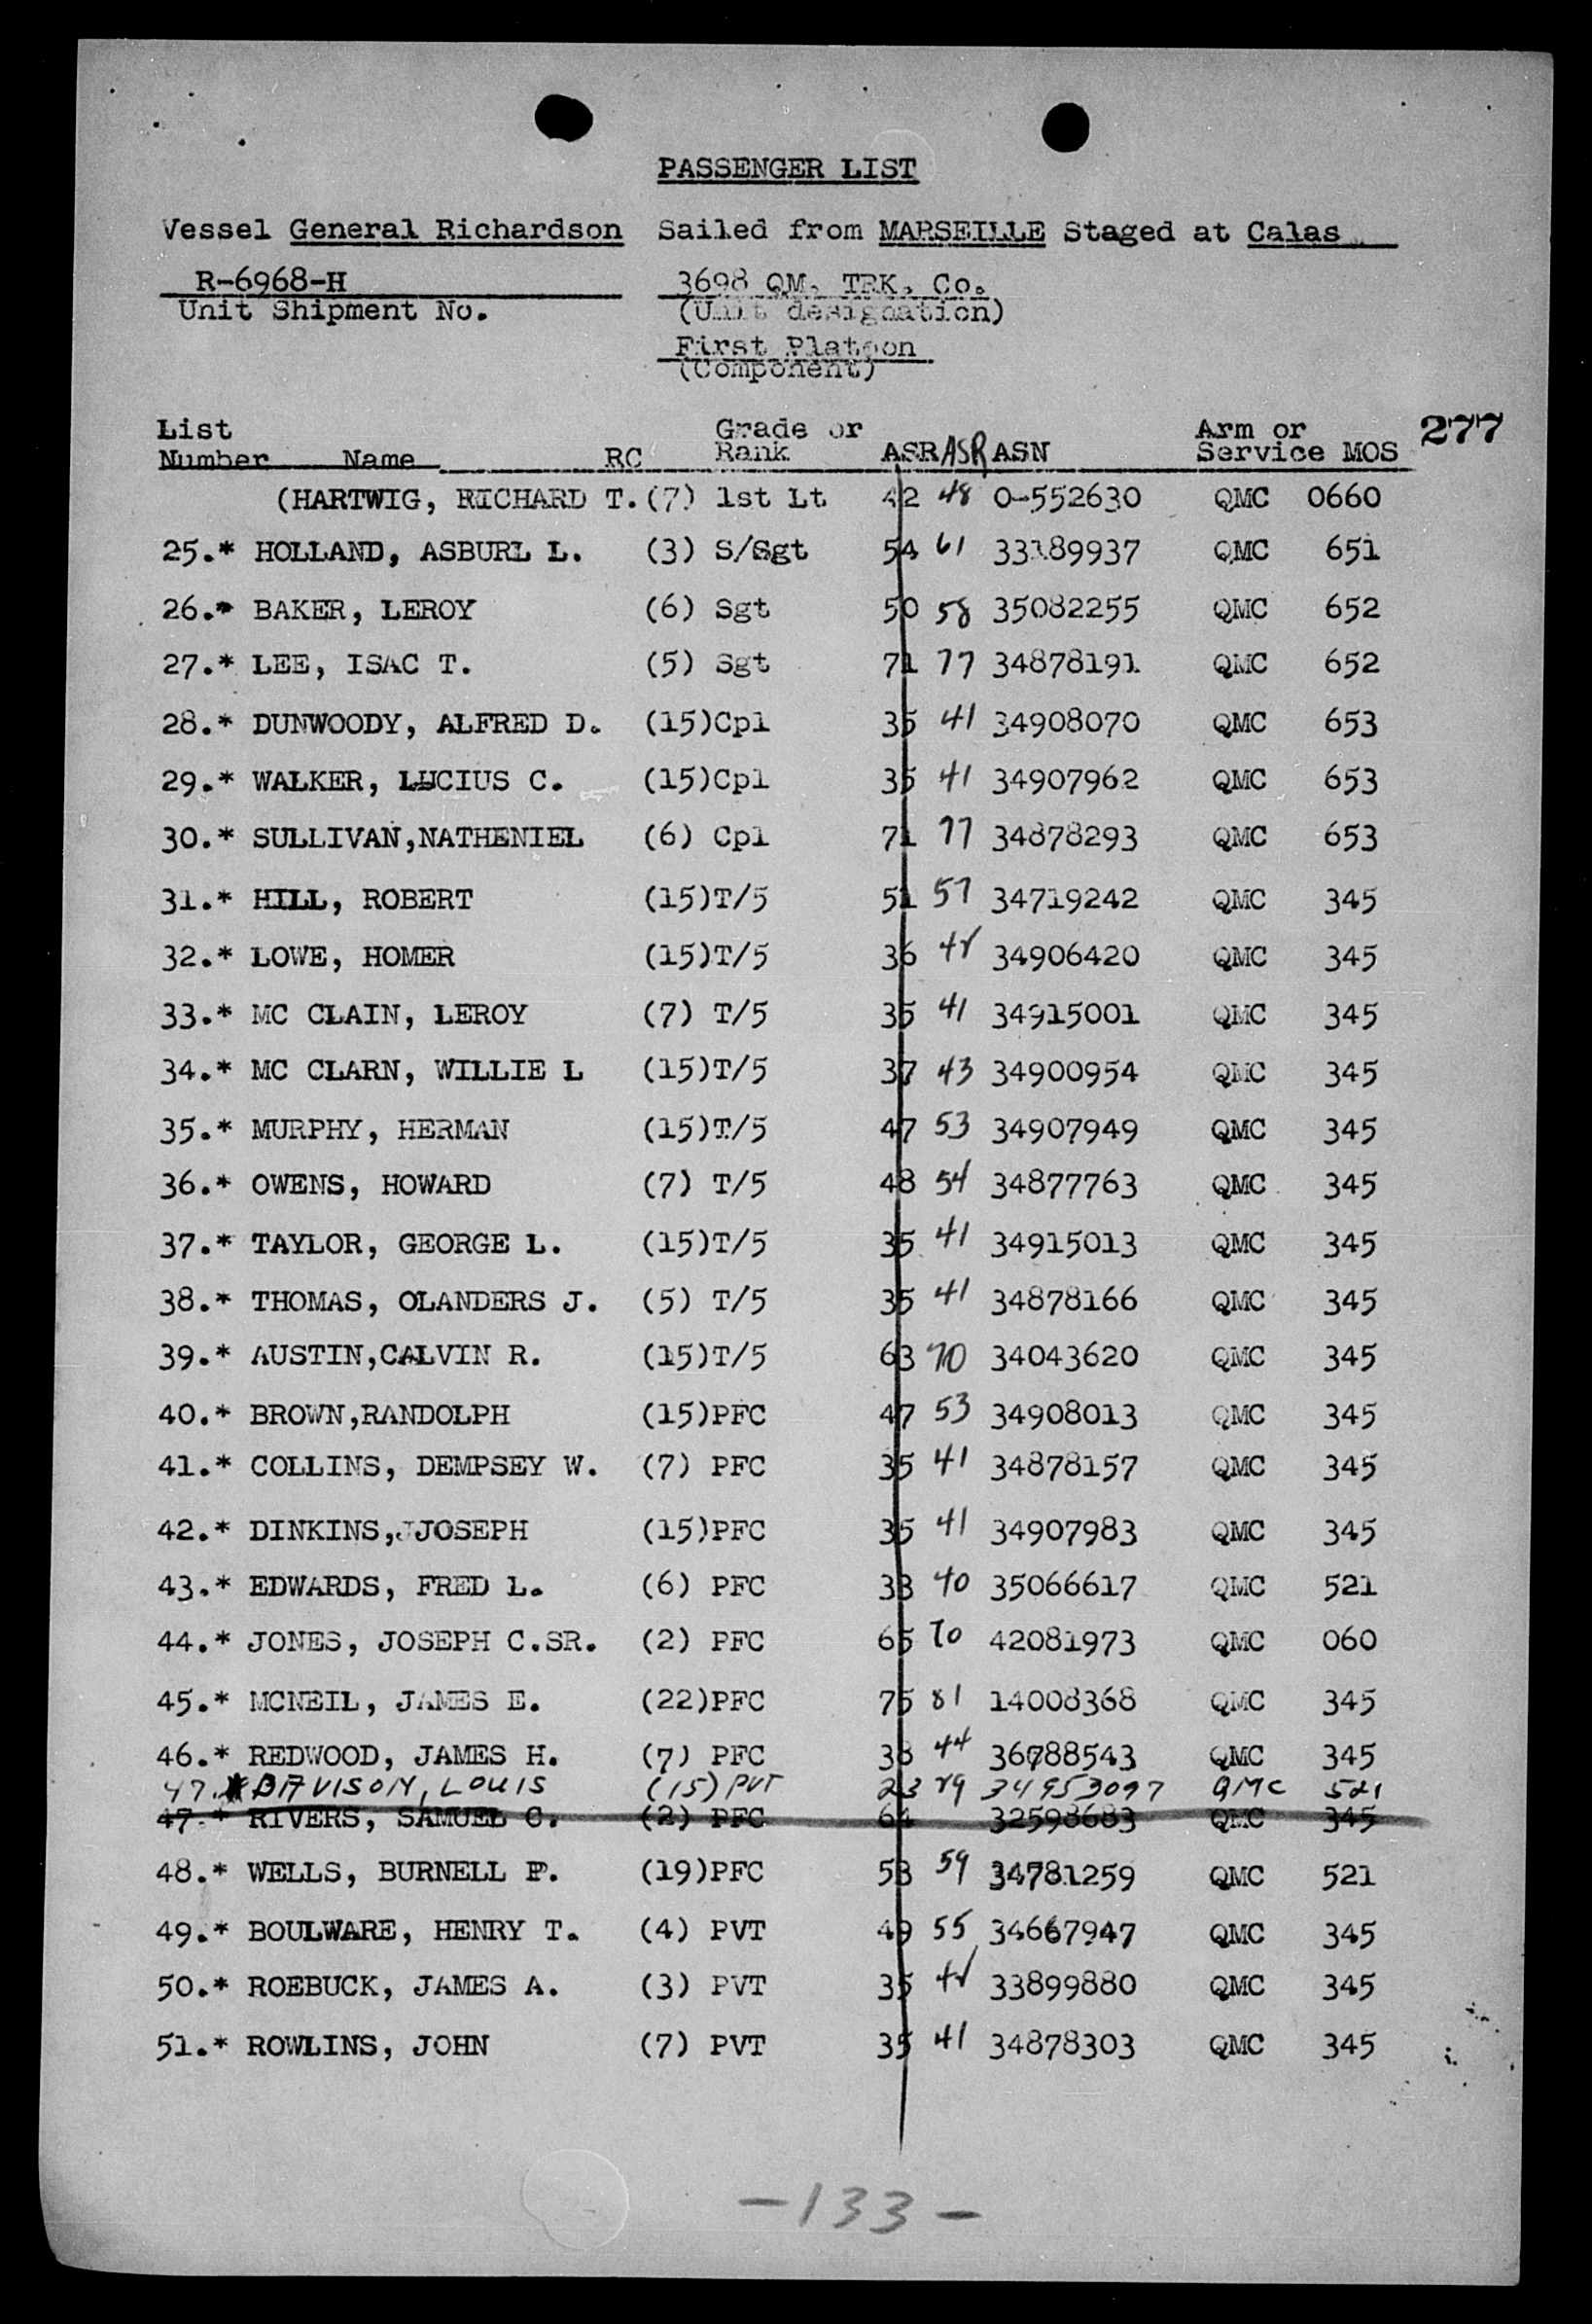 PASSENGER LIST
Vessel General Richardson Sailed from MARSEILLE Staged at Calas
R-6968-H 3698 QM. TRK. Co.
Unit Shipment No. (Unit designation)
First Platoon
(Component)
List Grade or Arm or 277
Number Name RC Rank ASR ASR ASN Service MOS
(HARTWIG, RICHARD T. (7) 1st Lt 42 48 O-552630 QMC 0660
25.* HOLLAND, ASBURL L. (3) S/Sgt 54 61 33189937 QMC 651
26.* BAKER, LEROY (6) Sgt 50 58 35082255 QMC 652
27.* LEE, ISAC T. (5) Sgt 71 77 34878191 QMC 652
28.* DUNWOODY, ALFRED D. (15)Cpl 35 41 34908070 QMC 653
29.* WALKER, LUCIUS C. (15)Cpl 35 41 34907962 QMC 653
30.* SULLIVAN,NATHENIEL (6) Cpl 71 77 34878293 QMC 653
31.* HILL, ROBERT (15)T/5 51 57 34719242 QMC 345
32.* LOWE, HOMER (15)T/5 36 34906420 QMC 345
33.* MC CLAIN, LEROY (7) T/5 35 41 34915001 QMC 345
34.* MC CLARN, WILLIE L (15)T/5 37 43 34900954 QMC 345
35.* MURPHY, HERMAN (15)T/5 47 53 34907949 QMC 345
36.* OWENS, HOWARD (7) T/5 48 54 34877763 QMC 345
37.* TAYLOR, GEORGE L. (15)T/5 35 41 34915013 QMC 345
38.* THOMAS, OLANDERS J. (5) T/5 35 41 34878166 QMC 345
39.* AUSTIN,CALVIN R. (15)T/5 63 70 34043620 QMC 345
40.* BROWN,RANDOLPH (15)PFC 47 53 34908013 QMC 345
41.* COLLINS, DEMPSEY W. (7) PFC 35 41 34878157 QMC 345
42.* DINKINS,JJOSEPH (15)PFC 35 41 34907983 QMC 345
43.* EDWARDS, FRED L. (6) PFC 33 40 35066617 QMC 521
44.* JONES, JOSEPH C.SR. (2) PFC 65 70 42081973 QMC 060
45.* MCNEIL, JAMES E. (22)PFC 75 81 14008368 QMC 345
46.* REDWOOD, JAMES H. (7) PFC 38 44 36788543 QMC 345
47.* DAVISON, LOUIS (15) PVT 23 29 34953097 QMC 521
47.* RIVERS, SAMUEL C. (2) PFC 64 32598683 QMC 345
48.* WELLS, BURNELL P. (19)PFC 53 59 34781259 QMC 521
49.* BOULWARE, HENRY T. (4) PVT 49 55 34667947 QMC 345
50.* ROEBUCK, JAMES A. (3) PVT 35 33899880 QMC 345
51.* ROWLINS, JOHN (7) PVT 35 41 34878303 QMC 345
-133-